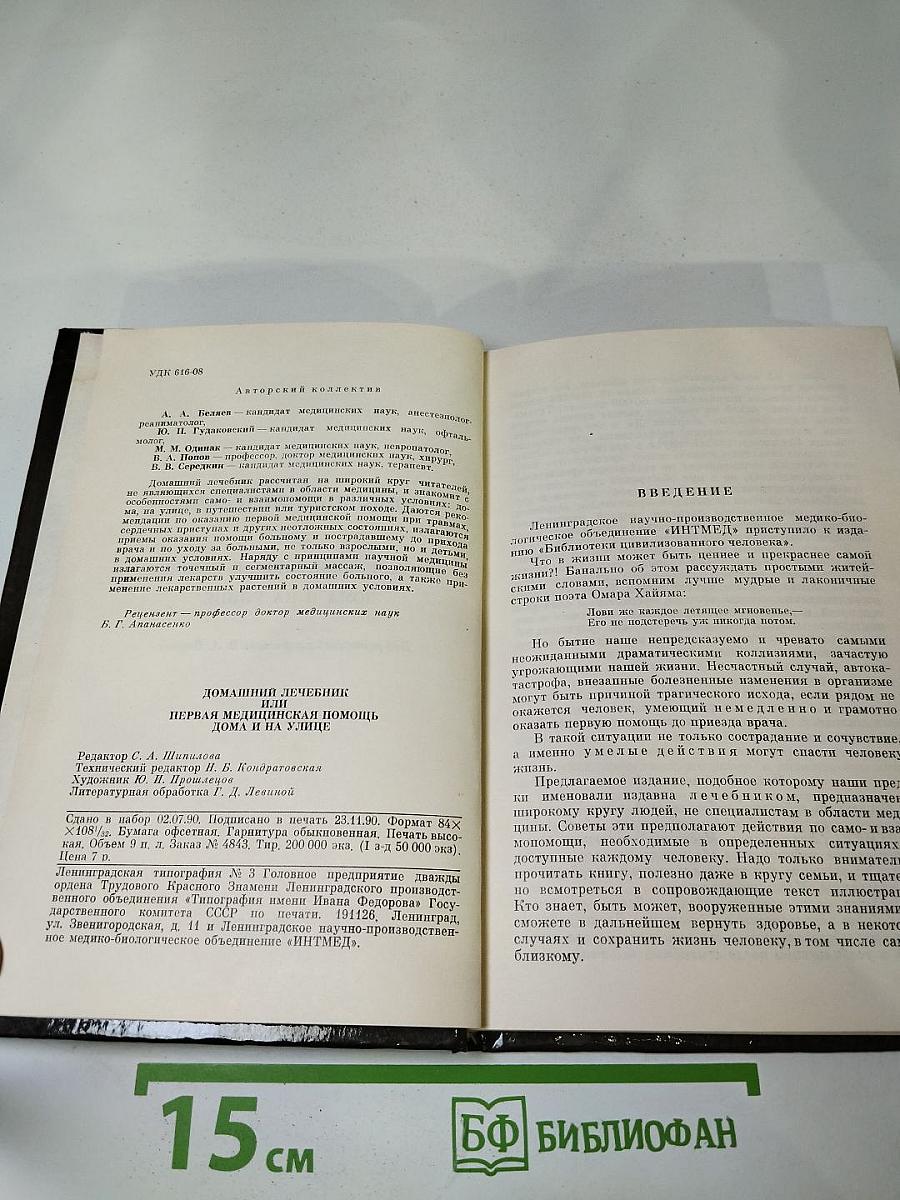 УДК 616-08
Авторский коллектив
А. А. Беляев — кандидат медицинских наук, анестезиолог-
реаниматолог,
Ю. П. Гудаковский — кандидат медицинских наук, офталь-
молог,
М. М. Одинак — кандидат медицинских наук, невропатолог,
В. А. Попов — профессор, доктор медицинских наук, хирург,
В. В. Середкин — кандидат медицинских наук, терапевт.
Домашний лечебник рассчитан на широкий круг читателей,
не являющихся специалистами в области медицины, и знакомит с
особенностями само- и взаимопомощи в различных условиях: до-
ма, на улице, в путешествии или туристском походе. Даются реко-
мендации по оказанию первой медицинской помощи при травмах,
сердечных приступах и других неотложных состояниях, излагаются
приемы оказания помощи больному и пострадавшему до прихода
врача и по уходу за больными, не только взрослыми, но и детьми,
в домашних условиях. Наряду с принципами научной медицины
излагаются точечный и сегментарный массаж, позволяющие без
применения лекарств улучшить состояние больного, а также при-
менение лекарственных растений в домашних условиях.
Рецензент — профессор доктор медицинских наук
Б. Г. Апанасенко
ДОМАШНИЙ ЛЕЧЕБНИК
ИЛИ
ПЕРВАЯ МЕДИЦИНСКАЯ ПОМОЩЬ
ДОМА И НА УЛИЦЕ
Редактор С. А. Шипилова
Технический редактор Н. Б. Кондратовская
Художник Ю. И. Прошлецов
Литературная обработка Г. Д. Левиной
Сдано в набор 02.07.90. Подписано в печать 23.11.90. Формат 84×
×108¹/₃₂. Бумага офсетная. Гарнитура обыкновенная. Печать высо-
кая. Объем 9 п. л. Заказ № 4843. Тир. 200 000 экз. (I з-д 50 000 экз).
Цена 7 р.
Ленинградская типография № 3 Головное предприятие дважды
ордена Трудового Красного Знамени Ленинградского производст-
венного объединения «Типография имени Ивана Федорова» Госу-
дарственного комитета СССР по печати. 191126, Ленинград,
ул. Звенигородская, д. 11 и Ленинградское научно-производствен-
ное медико-биологическое объединение «ИНТМЕД».
ВВЕДЕНИЕ
Ленинградское научно-производственное медико-био-
логическое объединение «ИНТМЕД» приступило к изда-
нию «Библиотеки цивилизованного человека».
Что в жизни может быть ценнее и прекраснее самой
жизни?! Банально об этом рассуждать простыми житей-
скими словами, вспомним лучше мудрые и лаконичные
строки поэта Омара Хайяма:
Лови же каждое летящее мгновенье,—
Его не подстеречь уж никогда потом.
Но бытие наше непредсказуемо и чревато самыми
неожиданными драматическими коллизиями, зачастую
угрожающими нашей жизни. Несчастный случай, автока-
тастрофа, внезапные болезненные изменения в организме
могут быть причиной трагического исхода, если рядом не
окажется человек, умеющий немедленно и грамотно
оказать первую помощь до приезда врача.
В такой ситуации не только сострадание и сочувствие,
а именно умелые действия могут спасти человеку
жизнь.
Предлагаемое издание, подобное которому наши пред
ки именовали издавна лечебником, предназначен
широкому кругу людей, не специалистам в области мед
цины. Советы эти предполагают действия по само- и вза
мопомощи, необходимые в определенных ситуациях
доступные каждому человеку. Надо только вниматель
прочитать книгу, полезно даже в кругу семьи, и тщате
но всмотреться в сопровождающие текст иллюстрац
Кто знает, быть может, вооруженные этими знаниями
сможете в дальнейшем вернуть здоровье, а в некото
случаях и сохранить жизнь человеку, в том числе сам
близкому.
15 см
БФ БИБЛИОФАН